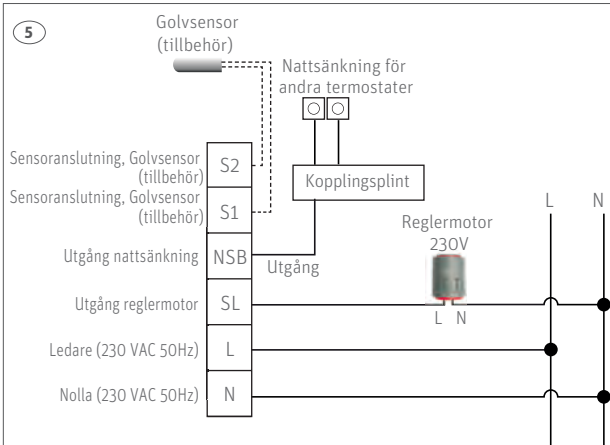 5
Golvsensor
(tillbehör)
Nattsänkning för
andra termostater
Sensoranslutning, Golvsensor
(tillbehör)
S2
Kopplingsplint
Sensoranslutning, Golvsensor
(tillbehör)
S1
L
N
Reglermotor
230V
Utgång nattsänkning
NSB
Utgång
Utgång reglermotor
SL
L N
Ledare (230 VAC 50Hz)
L
Nolla (230 VAC 50Hz)
N